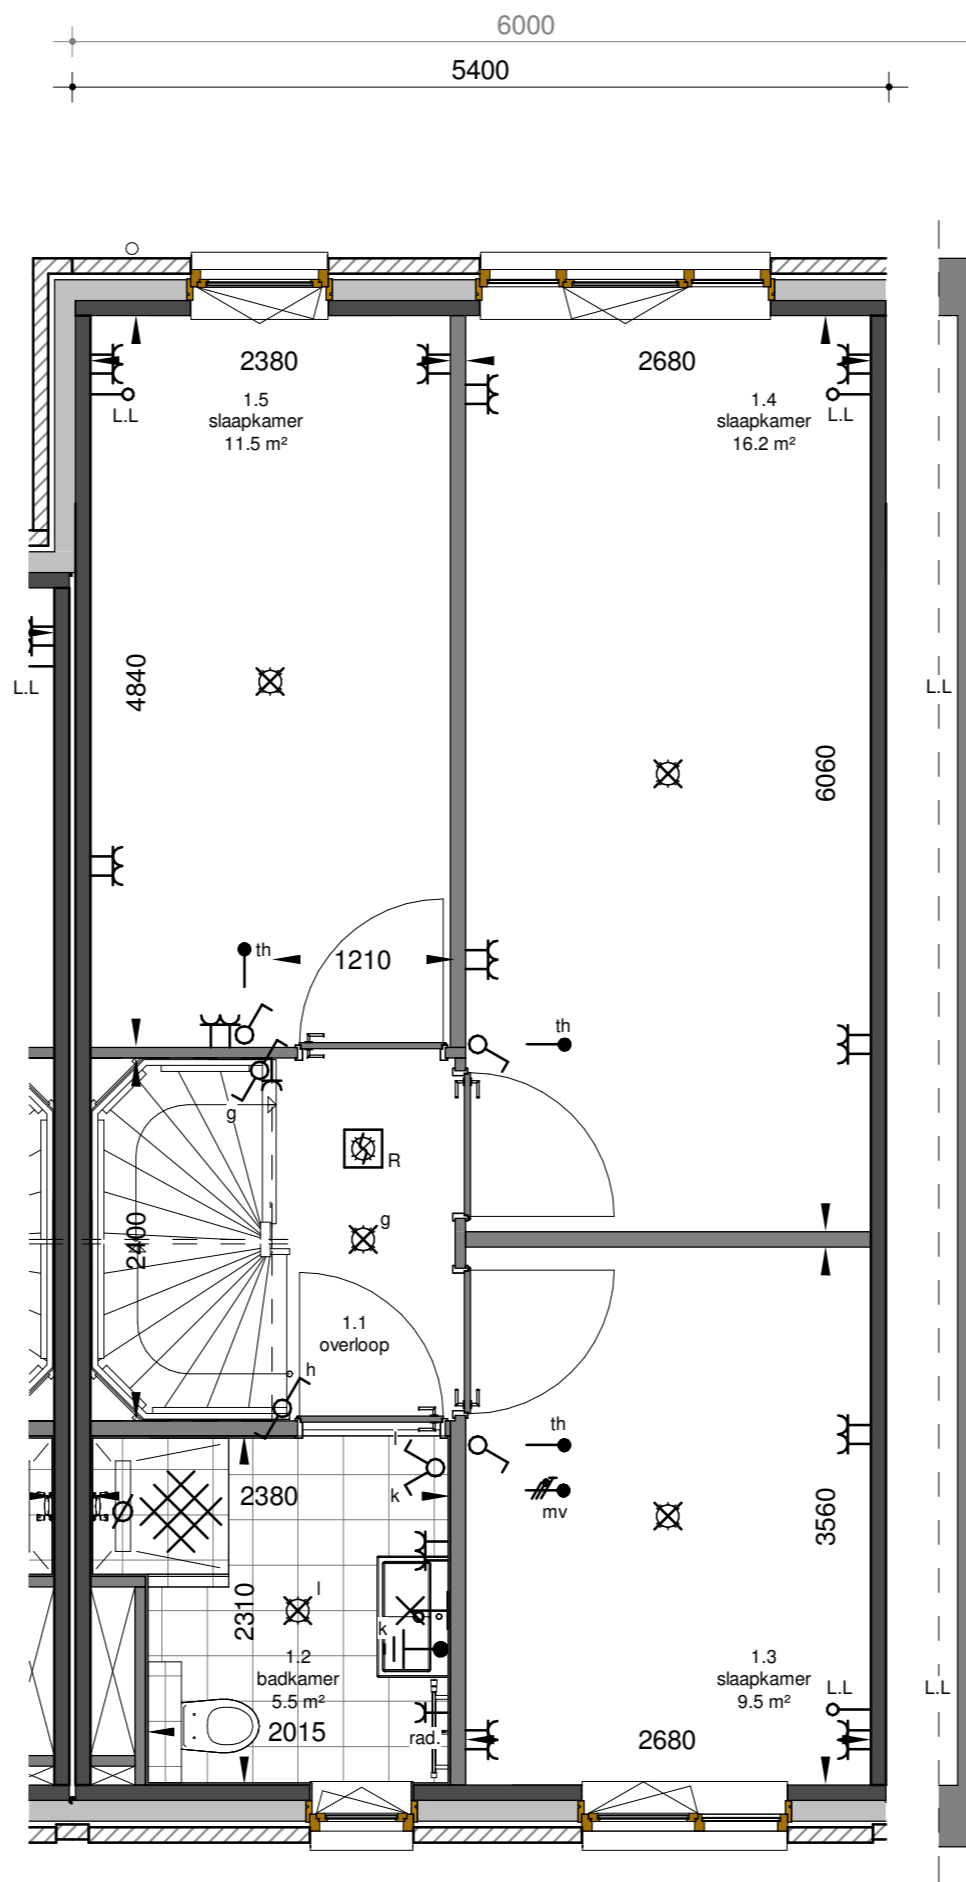 6000
5400
2380
2680
1.5
slaapkamer
11.5 m²
1.4
slaapkamer
16.2 m²
L.L
L.L
4840
L.L
L.L
6060
th
1210
th
g
R
g
2400
1.1
overloop
h
l
th
k
2380
mv
3560
2310
l
k
1.2
badkamer
5.5 m²
1.3
slaapkamer
9.5 m²
L.L
L.L
2015
rad.
2680